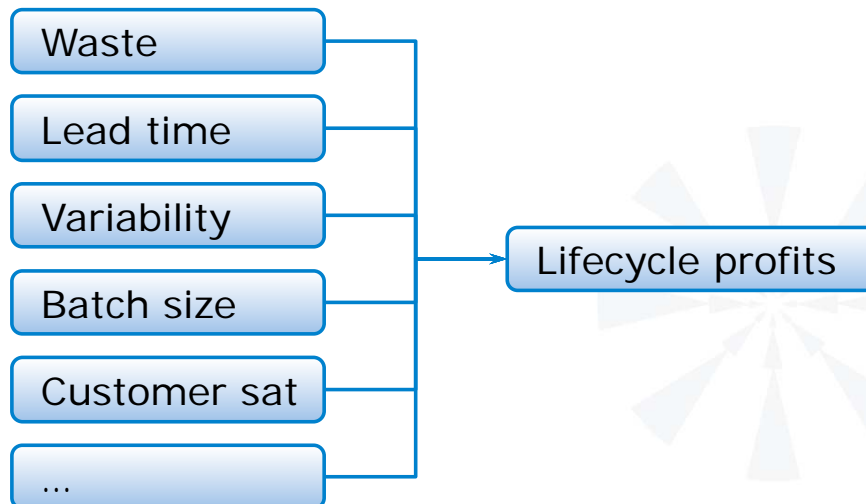 Waste
Lead time
Variability
Batch size
Customer sat
...
Lifecycle profits